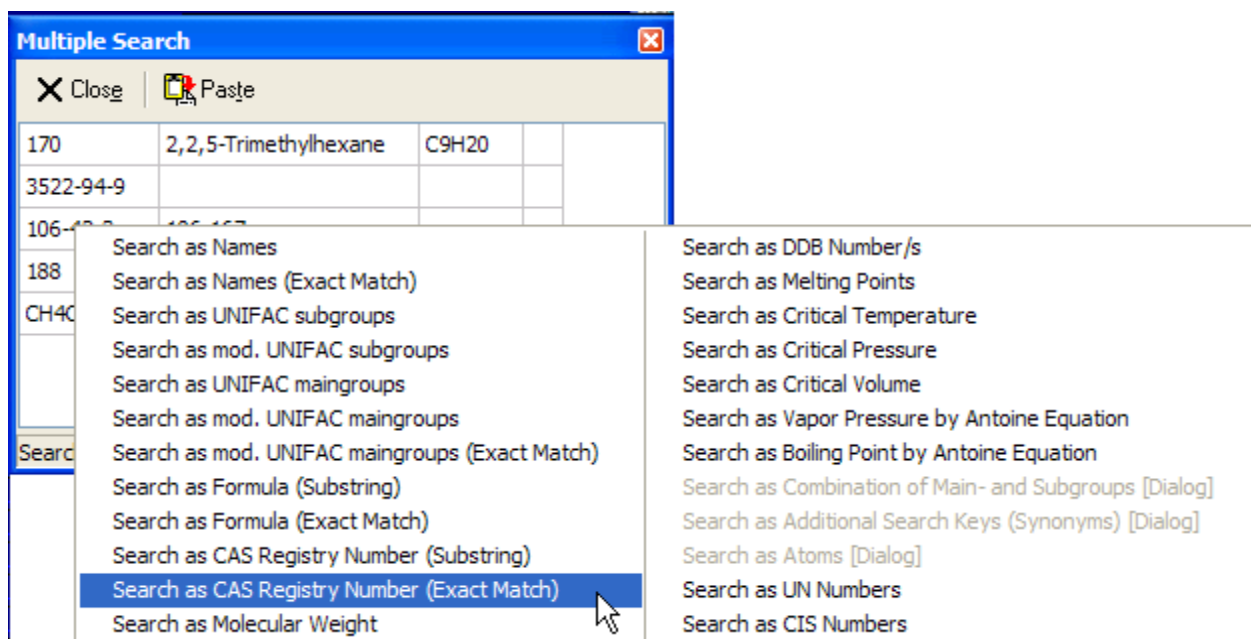 Multiple Search
Close Paste
170 2,2,5-Trimethylhexane C9H20
3522-94-9
188
CH4O
Search as Names
Search as Names (Exact Match)
Search as UNIFAC subgroups
Search as mod. UNIFAC subgroups
Search as UNIFAC maingroups
Search as mod. UNIFAC maingroups
Search as mod. UNIFAC maingroups (Exact Match)
Search as Formula (Substring)
Search as Formula (Exact Match)
Search as CAS Registry Number (Substring)
Search as CAS Registry Number (Exact Match)
Search as Molecular Weight
Search as DDB Number/s
Search as Melting Points
Search as Critical Temperature
Search as Critical Pressure
Search as Critical Volume
Search as Vapor Pressure by Antoine Equation
Search as Boiling Point by Antoine Equation
Search as Combination of Main- and Subgroups [Dialog]
Search as Additional Search Keys (Synonyms) [Dialog]
Search as Atoms [Dialog]
Search as UN Numbers
Search as CIS Numbers